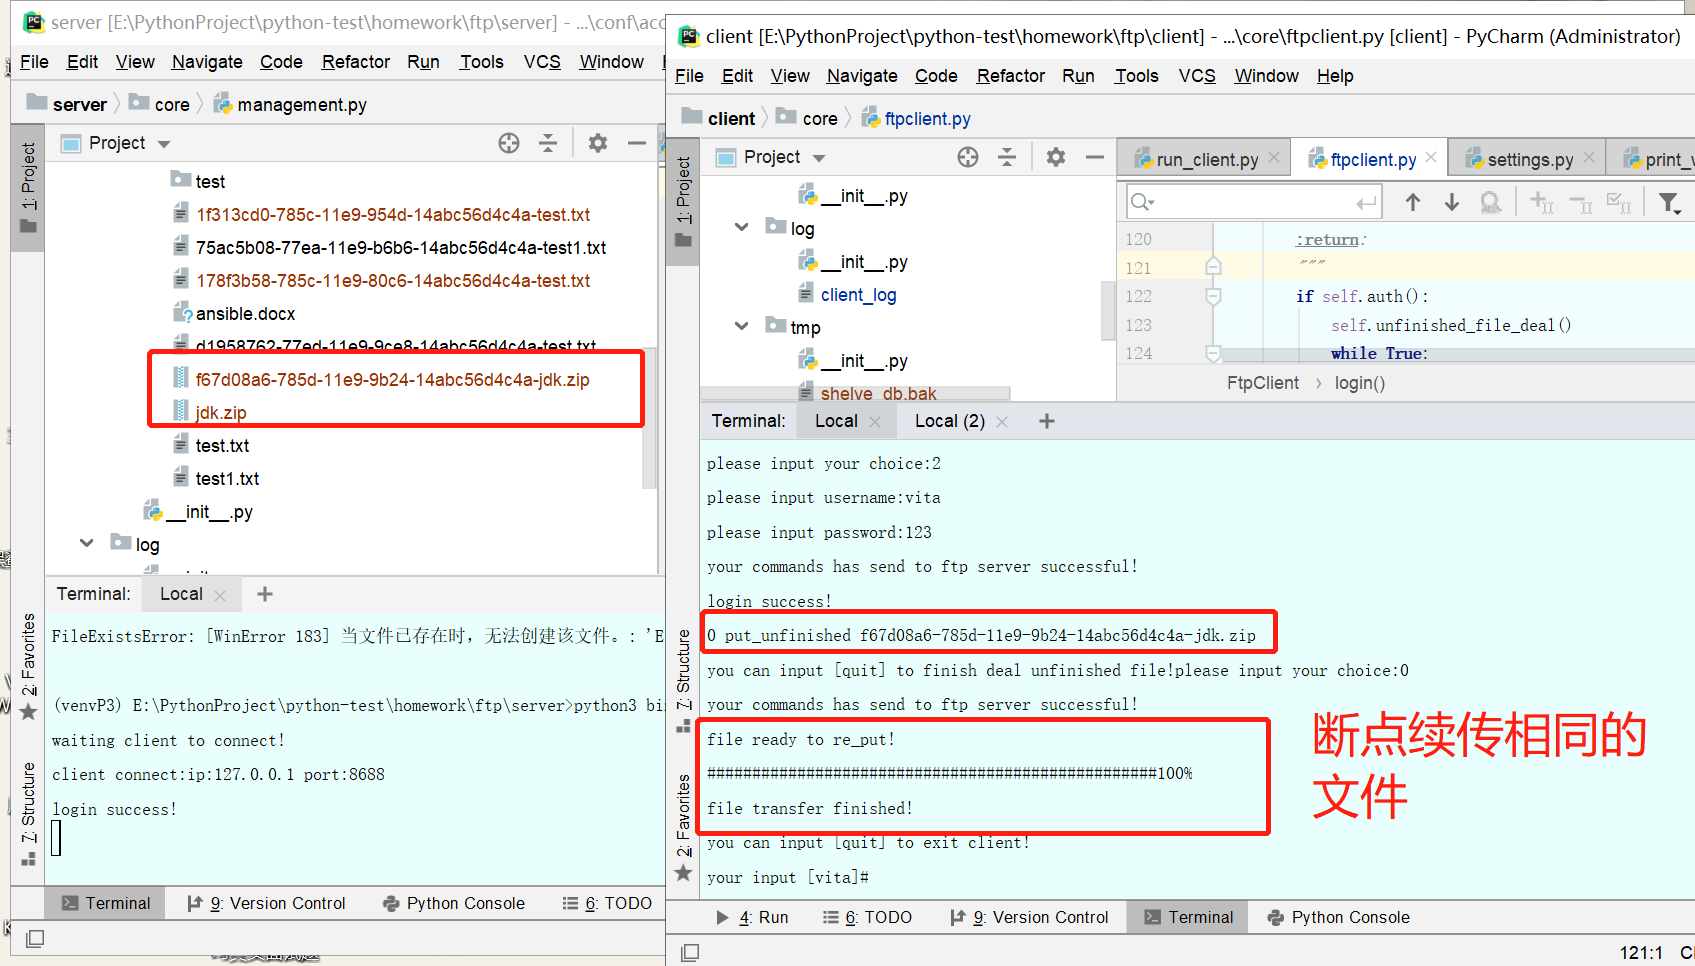 server [E:\PythonProject\python-test\homework\ftp\server] - ...\conf\acc
File Edit View Navigate Code Refactor Run Tools VCS Window
server core management.py
Project
1: Project
test
1f313cd0-785c-11e9-954d-14abc56d4c4a-test.txt
75ac5b08-77ea-11e9-b6b6-14abc56d4c4a-test1.txt
178f3b58-785c-11e9-80c6-14abc56d4c4a-test.txt
ansible.docx
d1958762-77ed-11e9-9ce8-14abc56d4c4a-test.txt
f67d08a6-785d-11e9-9b24-14abc56d4c4a-jdk.zip
jdk.zip
test.txt
test1.txt
__init__.py
log
Terminal: Local
FileExistsError: [WinError 183] 当文件已存在时，无法创建该文件。: 'E
(venvP3) E:\PythonProject\python-test\homework\ftp\server>python3 bi
waiting client to connect!
client connect:ip:127.0.0.1 port:8688
login success!
2: Favorites
7: Structure
Terminal 9: Version Control Python Console 6: TODO
client [E:\PythonProject\python-test\homework\ftp\client] - ...\core\ftpclient.py [client] - PyCharm (Administrator)
File Edit View Navigate Code Refactor Run Tools VCS Window Help
client core ftpclient.py
Project
1: Project
run_client.py ftpclient.py settings.py print_
__init__.py
log
__init__.py
client_log
tmp
__init__.py
shelve_db.bak
120 :return:
121 """
122 if self.auth():
123 self.unfinished_file_deal()
124 while True:
FtpClient › login()
Terminal: Local Local (2)
please input your choice:2
please input username:vita
please input password:123
your commands has send to ftp server successful!
login success!
0 put_unfinished f67d08a6-785d-11e9-9b24-14abc56d4c4a-jdk.zip
you can input [quit] to finish deal unfinished file!please input your choice:0
your commands has send to ftp server successful!
file ready to re_put!
##################################################100%
file transfer finished!
you can input [quit] to exit client!
your input [vita]#
断点续传相同的
文件
7: Structure
2: Favorites
4: Run 6: TODO 9: Version Control Terminal Python Console
121:1